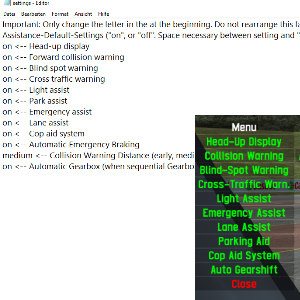 settings - Editor
Datei Bearbeiten Format Ansicht Hilfe
Important: Only change the letter in the at the beginning. Do not rearrange this la
Assistance-Default-Settings ("on", or "off". Space necessary between setting and "
on <-- Head-up display
on <-- Forward collision warning
on <-- Blind spot warning
on <-- Cross traffic warning
on <-- Light assist
on <-- Park assist
on <-- Emergency assist
on <-- Lane assist
on <-- Cop aid system
on <-- Automatic Emergency Braking
medium <-- Collision Warning Distance (early, medi
on <-- Automatic Gearbox (when sequential Gearbo
Menu
Head-Up Display
Collision Warning
Blind-Spot Warning
Cross-Traffic Warn.
Light Assist
Emergency Assist
Lane Assist
Parking Aid
Cop Aid System
Auto Gearshift
Close